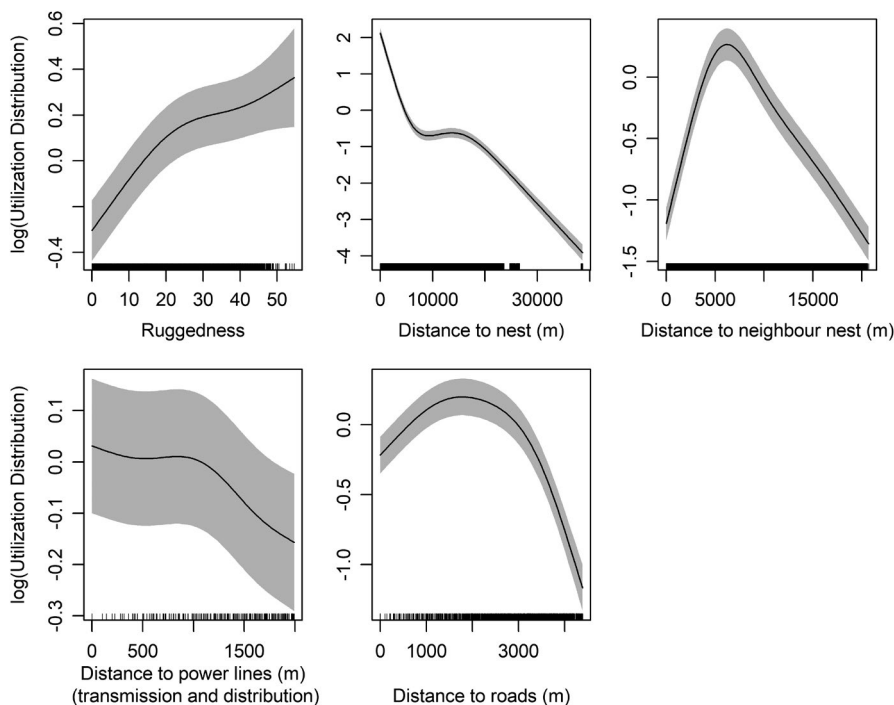 log(Utilization Distribution)
0.6
0.4
0.2
0.0
-0.4
0 10 20 30 40 50
Ruggedness
2
1
0
-1
-2
-3
-4
0 10000 30000
Distance to nest (m)
0.0
-0.5
-1.0
-1.5
0 5000 15000
Distance to neighbour nest (m)
log(Utilization Distribution)
0.1
0.0
-0.1
-0.2
-0.3
0 500 1500
Distance to power lines (m)
(transmission and distribution)
0.0
-0.5
-1.0
0 1000 3000
Distance to roads (m)